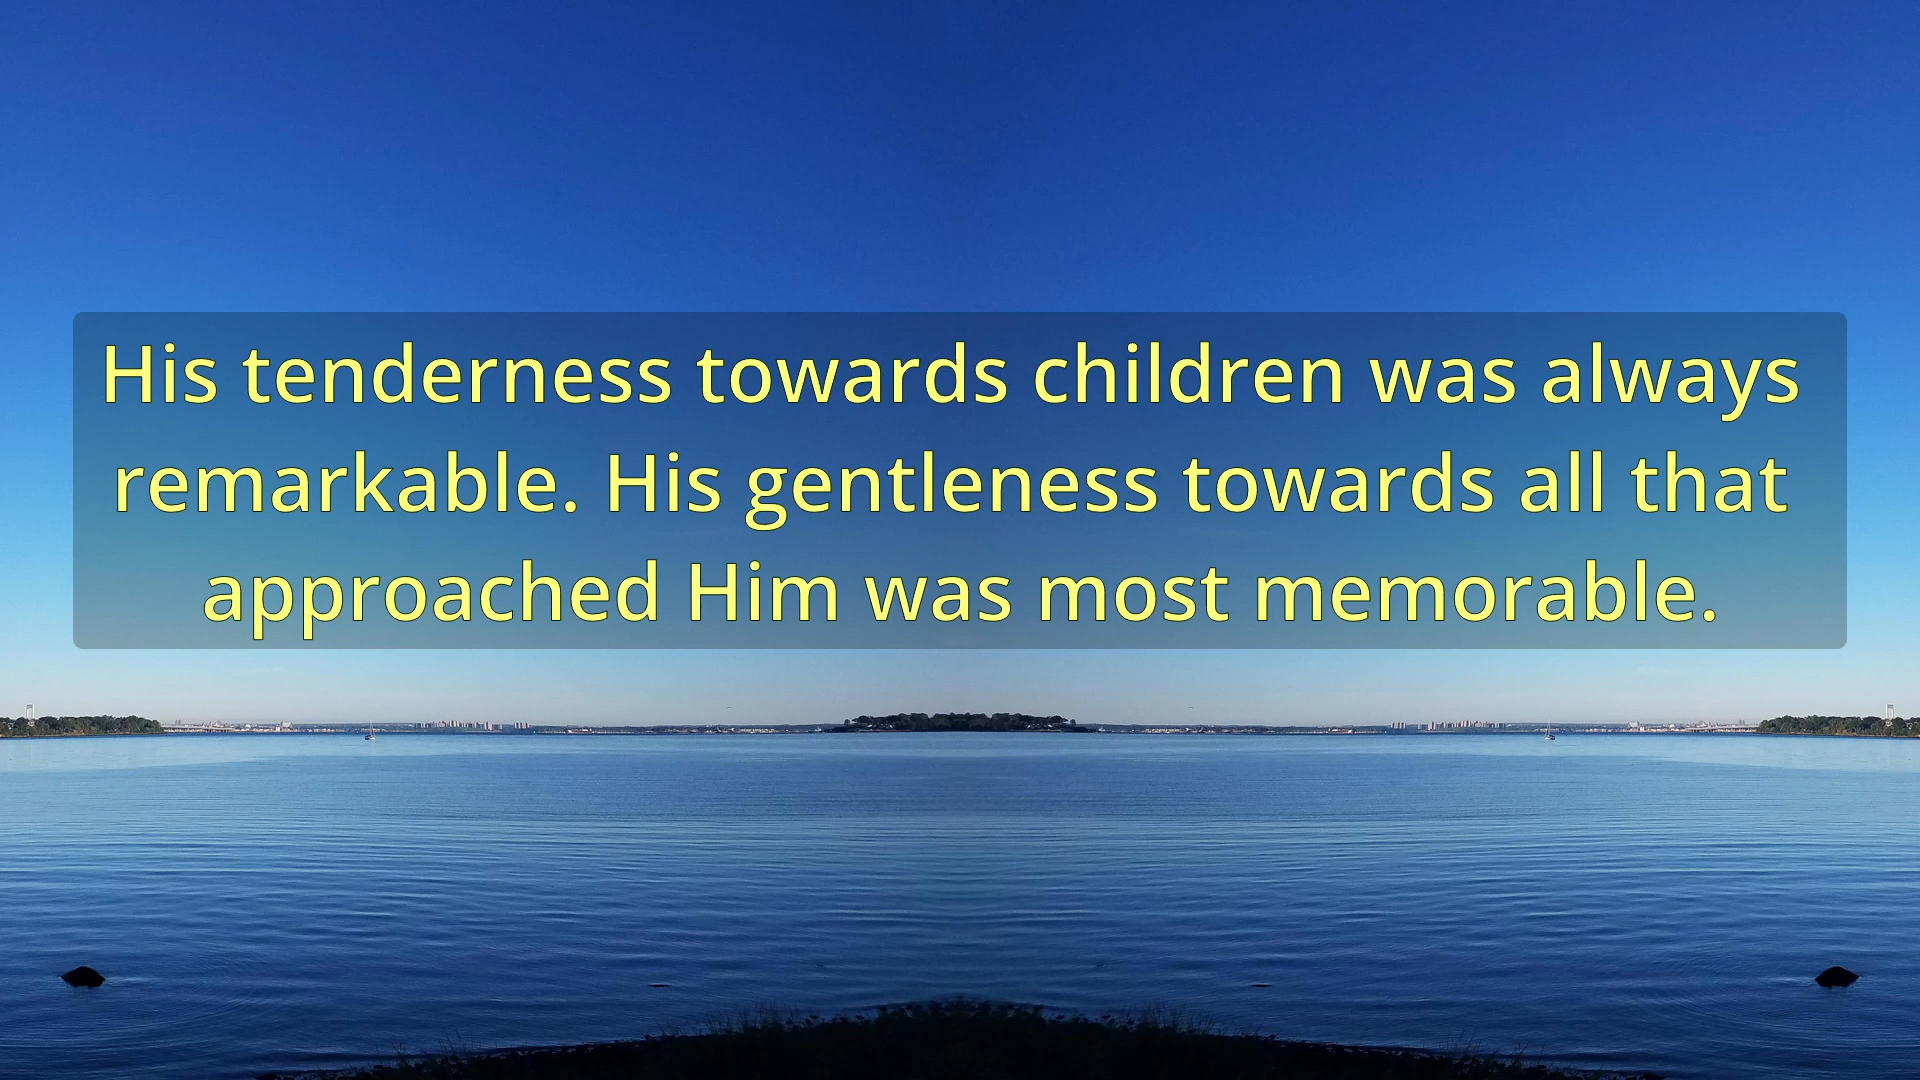 His tenderness towards children was always
remarkable. His gentleness towards all that
approached Him was most memorable.